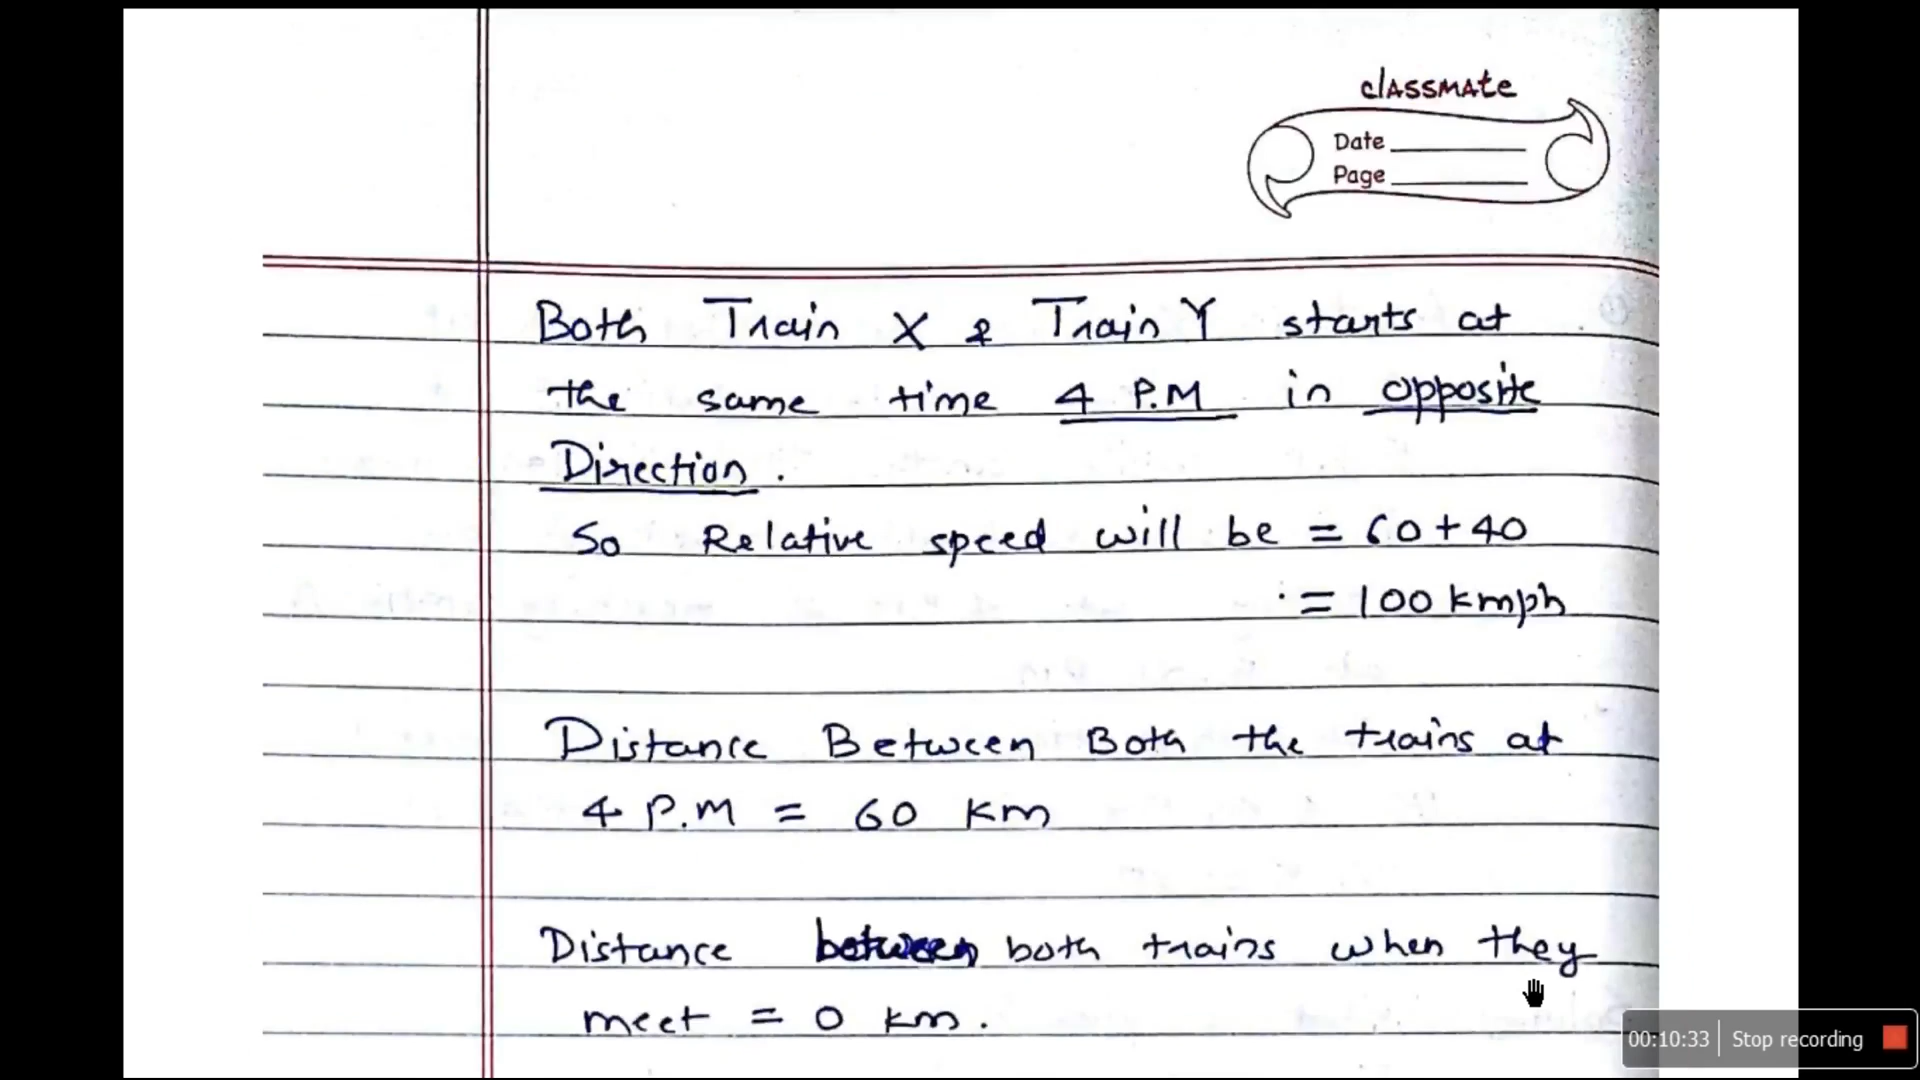 classmate
Date
Page
Both Train X & Train Y starts at
the same time 4 P.M in opposite
Direction.
So Relative speed will be = 60 + 40
= 100 kmph
Distance Between Both the trains at
4 P.M = 60 km
Distance between both trains when they
meet = 0 km.
00:10:33 Stop recording